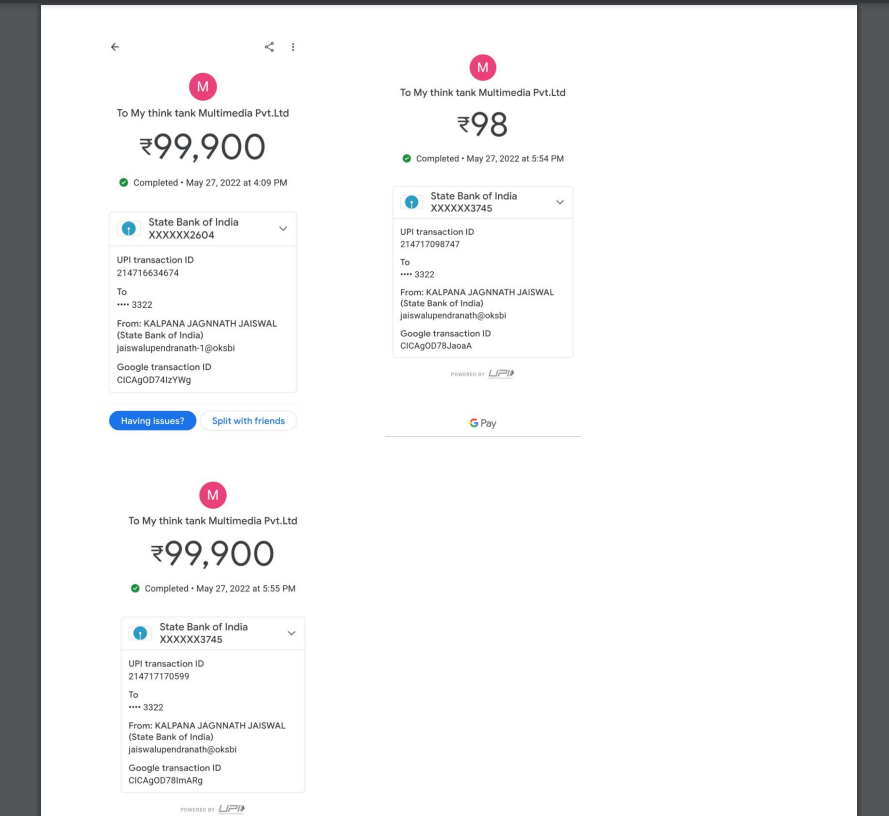 M
To My think tank Multimedia Pvt.Ltd
₹99,900
Completed • May 27, 2022 at 4:09 PM
State Bank of India
XXXXXX2604
UPI transaction ID
214716634674
To
•••• 3322
From: KALPANA JAGNNATH JAISWAL
(State Bank of India)
jaiswalupendranath-1@oksbi
Google transaction ID
CICAgOD74IzYWg
Having issues?
Split with friends
M
To My think tank Multimedia Pvt.Ltd
₹98
Completed • May 27, 2022 at 5:54 PM
State Bank of India
XXXXXX3745
UPI transaction ID
214717098747
To
•••• 3322
From: KALPANA JAGNNATH JAISWAL
(State Bank of India)
jaiswalupendranath@oksbi
Google transaction ID
CICAgOD78JaoaA
POWERED BY UPI
G Pay
M
To My think tank Multimedia Pvt.Ltd
₹99,900
Completed • May 27, 2022 at 5:55 PM
State Bank of India
XXXXXX3745
UPI transaction ID
214717170599
To
•••• 3322
From: KALPANA JAGNNATH JAISWAL
(State Bank of India)
jaiswalupendranath@oksbi
Google transaction ID
CICAgOD78ImARg
POWERED BY UPI